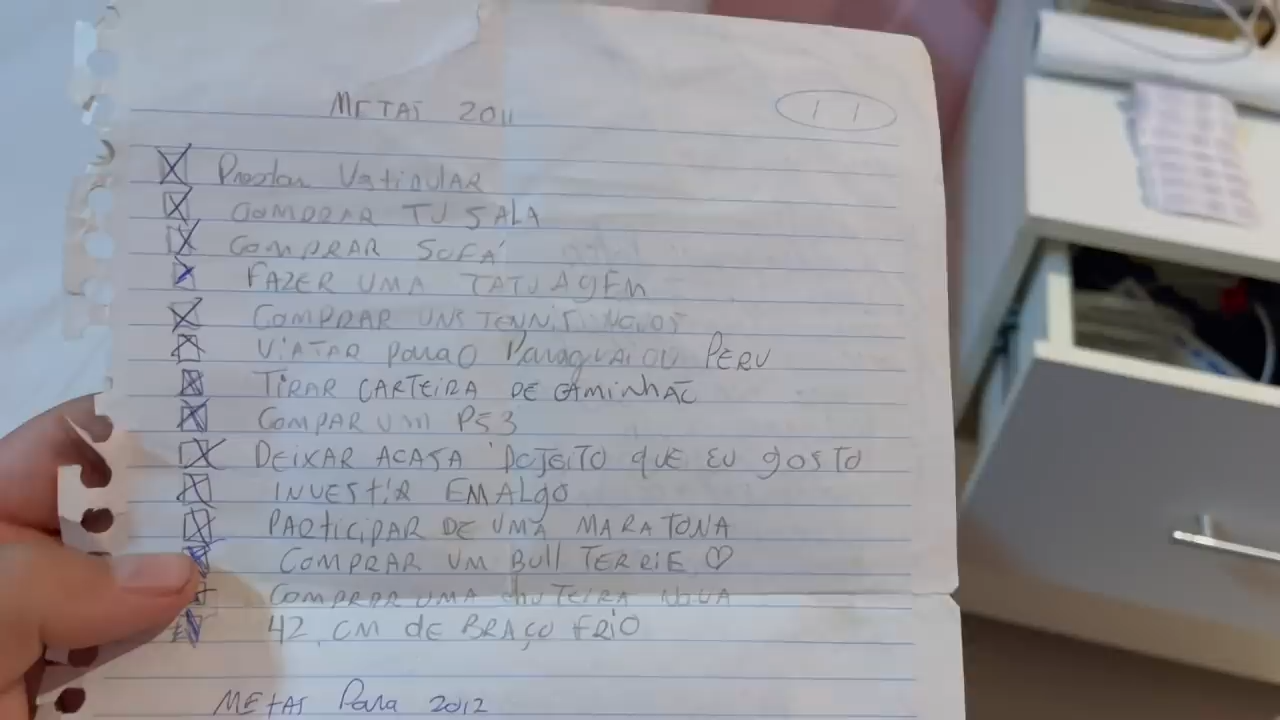 METAS 2011
11
Prestar Vestibular
COMPRAR TV SALA
COMPRAR SOFÁ
FAZER UMA TATUAGEM
COMPRAR UNS TENNIS NOVOS
VIAJAR para O Paraguai OU PERU
TIRAR CARTEIRA DE CAMINHÃO
COMPAR UM PS3
DEIXAR A CASA DO JEITO que EU gosto
INVESTIR EM ALGO
PARTICIPAR DE UMA MARATONA
COMPRAR UM BUll TERRIE ♡
COMPRAR UMA chUTEIRA NOVA
42 CM dE BRAÇO FRIO
METAS Para 2012